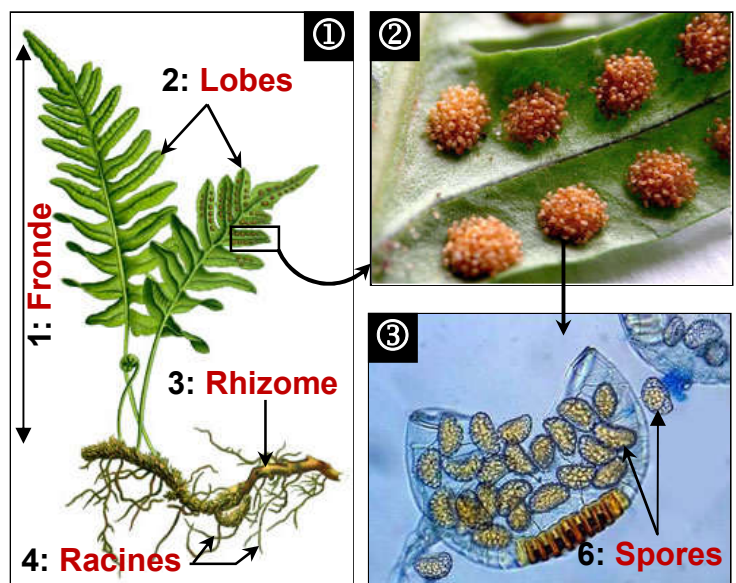 ①
②
2: Lobes
1: Fronde
3: Rhizome
③
4: Racines
6: Spores